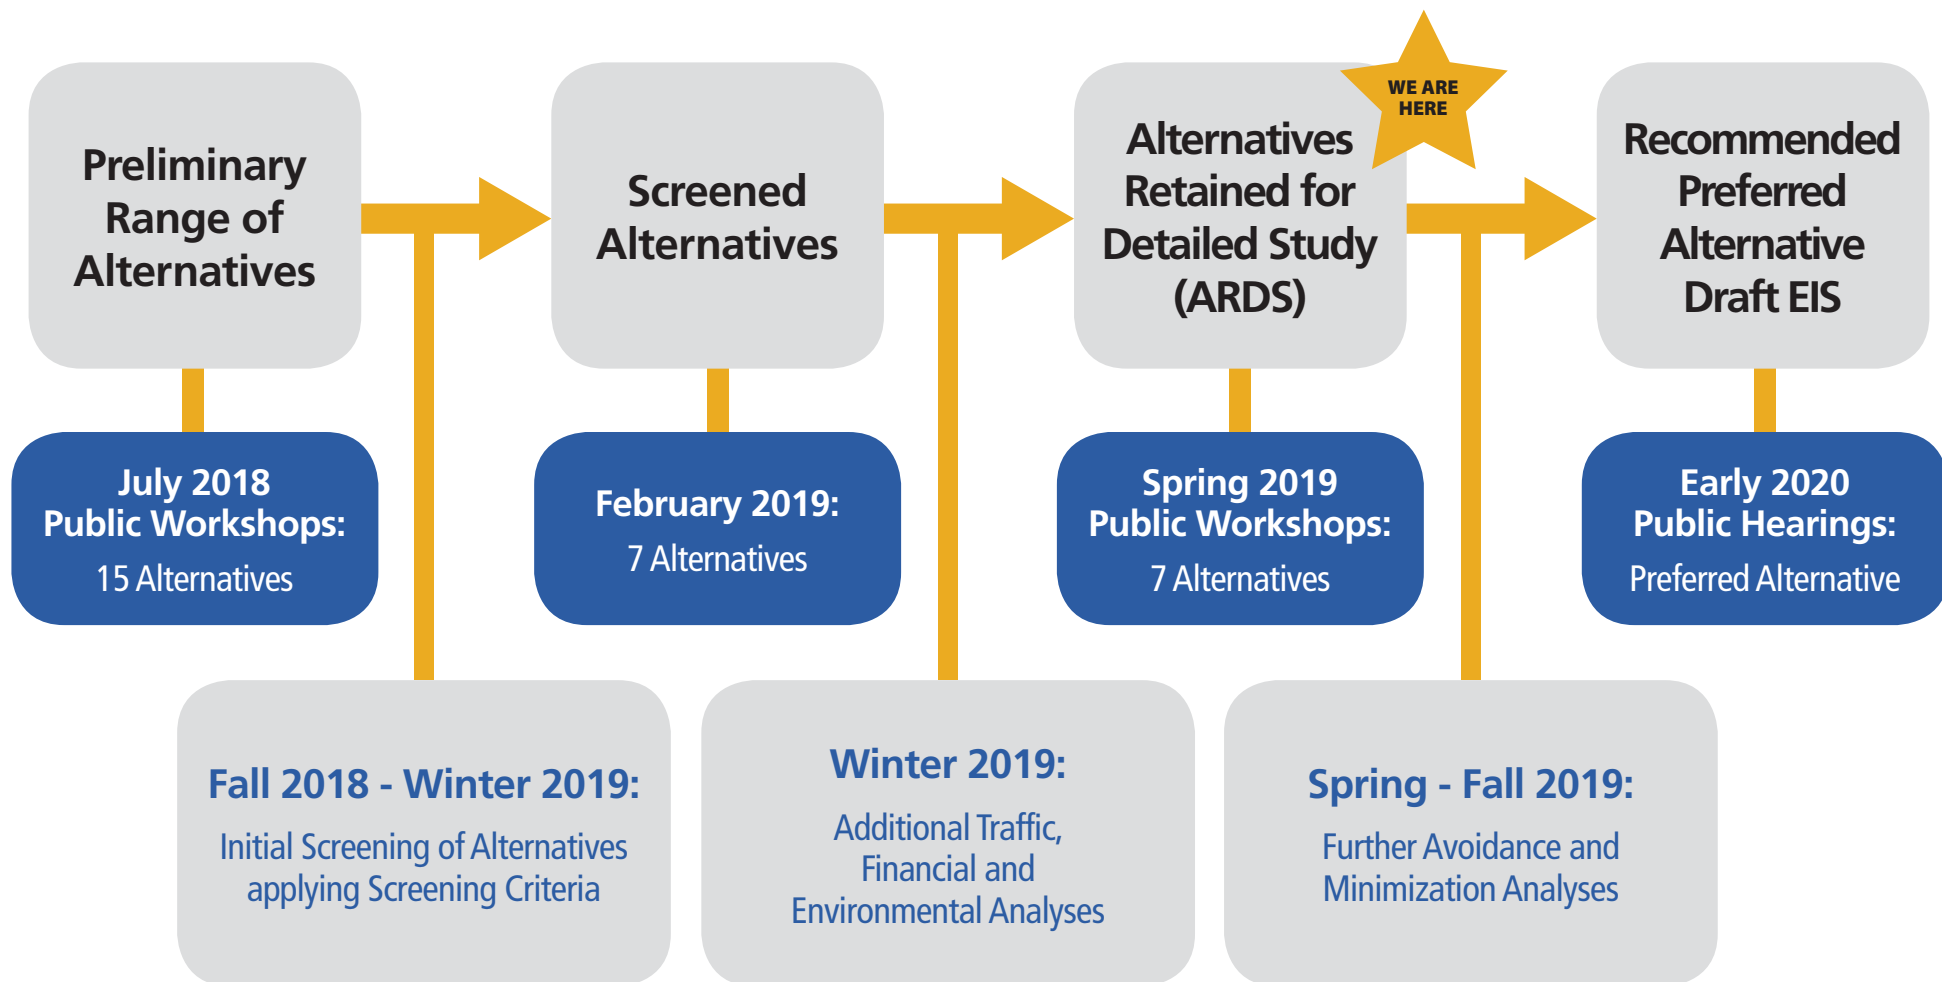 WE ARE
HERE
Preliminary
Range of
Alternatives
Screened
Alternatives
Alternatives
Retained for
Detailed Study
(ARDS)
Recommended
Preferred
Alternative
Draft EIS
July 2018
Public Workshops:
15 Alternatives
February 2019:
7 Alternatives
Spring 2019
Public Workshops:
7 Alternatives
Early 2020
Public Hearings:
Preferred Alternative
Fall 2018 - Winter 2019:
Initial Screening of Alternatives
applying Screening Criteria
Winter 2019:
Additional Traffic,
Financial and
Environmental Analyses
Spring - Fall 2019:
Further Avoidance and
Minimization Analyses